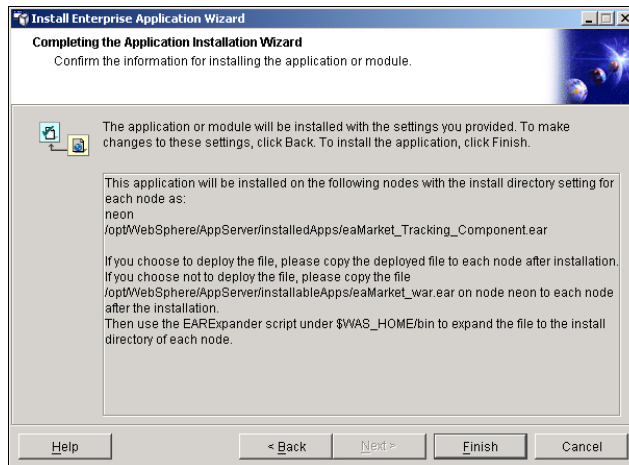 Install Enterprise Application Wizard
Completing the Application Installation Wizard
Confirm the information for installing the application or module.
The application or module will be installed with the settings you provided. To make
changes to these settings, click Back. To install the application, click Finish.
This application will be installed on the following nodes with the install directory setting for
each node as:
neon
/opt/WebSphere/AppServer/installedApps/eaMarket_Tracking_Component.ear
If you choose to deploy the file, please copy the deployed file to each node after installation.
If you choose not to deploy the file, please copy the file
/opt/WebSphere/AppServer/installableApps/eaMarket_war.ear on node neon to each node
after the installation.
Then use the EARExpander script under $WAS_HOME/bin to expand the file to the install
directory of each node.
Help
< Back
Next >
Finish
Cancel